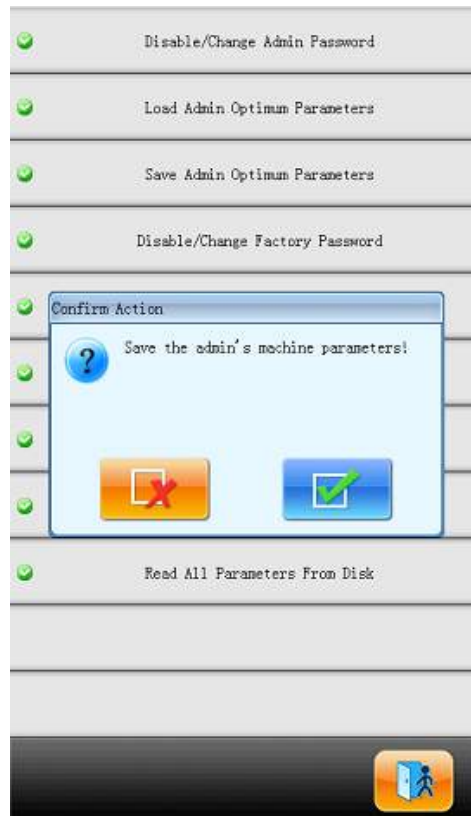 Disable/Change Admin Password
Load Admin Optimum Parameters
Save Admin Optimum Parameters
Disable/Change Factory Password
Confirm Action
Save the admin's machine parameters!
Read All Parameters From Disk